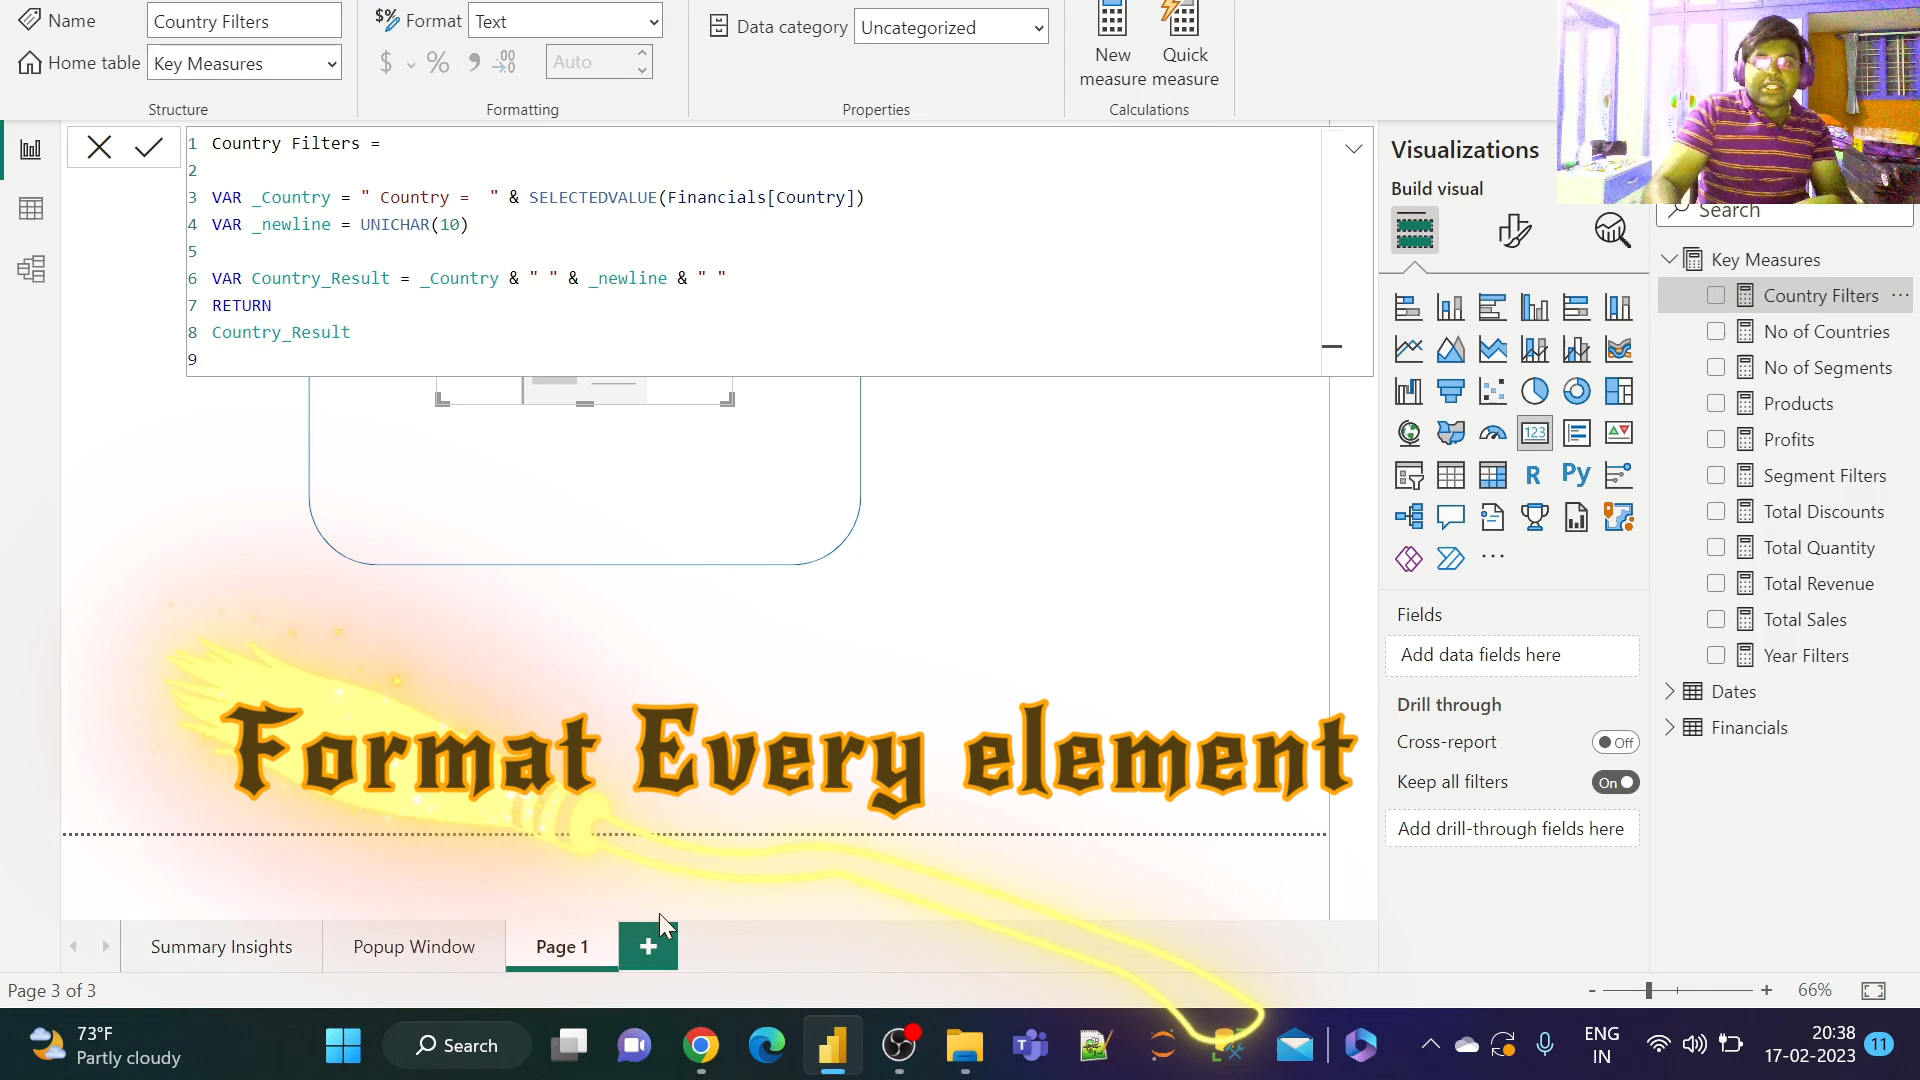 Name
Country Filters
Format
Text
Data category
Uncategorized
New measure
Quick measure
Home table
Key Measures
$ % 9 .00
Auto
Structure
Formatting
Properties
Calculations
1 Country Filters =
2
3 VAR _Country = " Country =  " & SELECTEDVALUE(Financials[Country])
4 VAR _newline = UNICHAR(10)
5
6 VAR Country_Result = _Country & " " & _newline & " "
7 RETURN
8 Country_Result
9
Format Every element
Summary Insights
Popup Window
Page 1
+
Page 3 of 3
- + 66%
Visualizations
Build visual
123
R
Py
...
Fields
Add data fields here
Drill through
Cross-report
Off
Keep all filters
On
Add drill-through fields here
Search
Key Measures
Country Filters ...
No of Countries
No of Segments
Products
Profits
Segment Filters
Total Discounts
Total Quantity
Total Revenue
Total Sales
Year Filters
Dates
Financials
73°F
Partly cloudy
Search
ENG
IN
20:38
17-02-2023
11